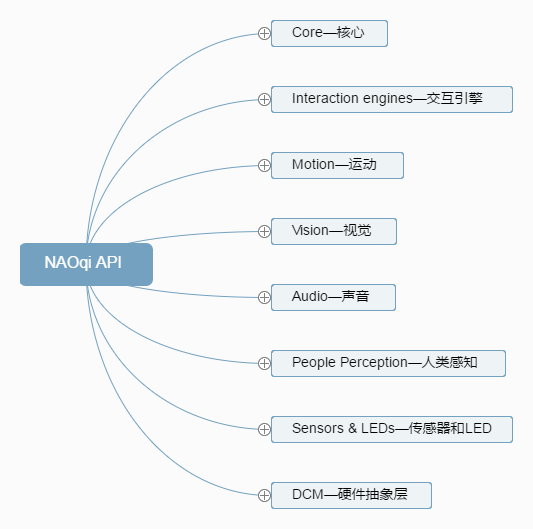 Core—核心
Interaction engines—交互引擎
Motion—运动
Vision—视觉
NAOqi API
Audio—声音
People Perception—人类感知
Sensors & LEDs—传感器和LED
DCM—硬件抽象层